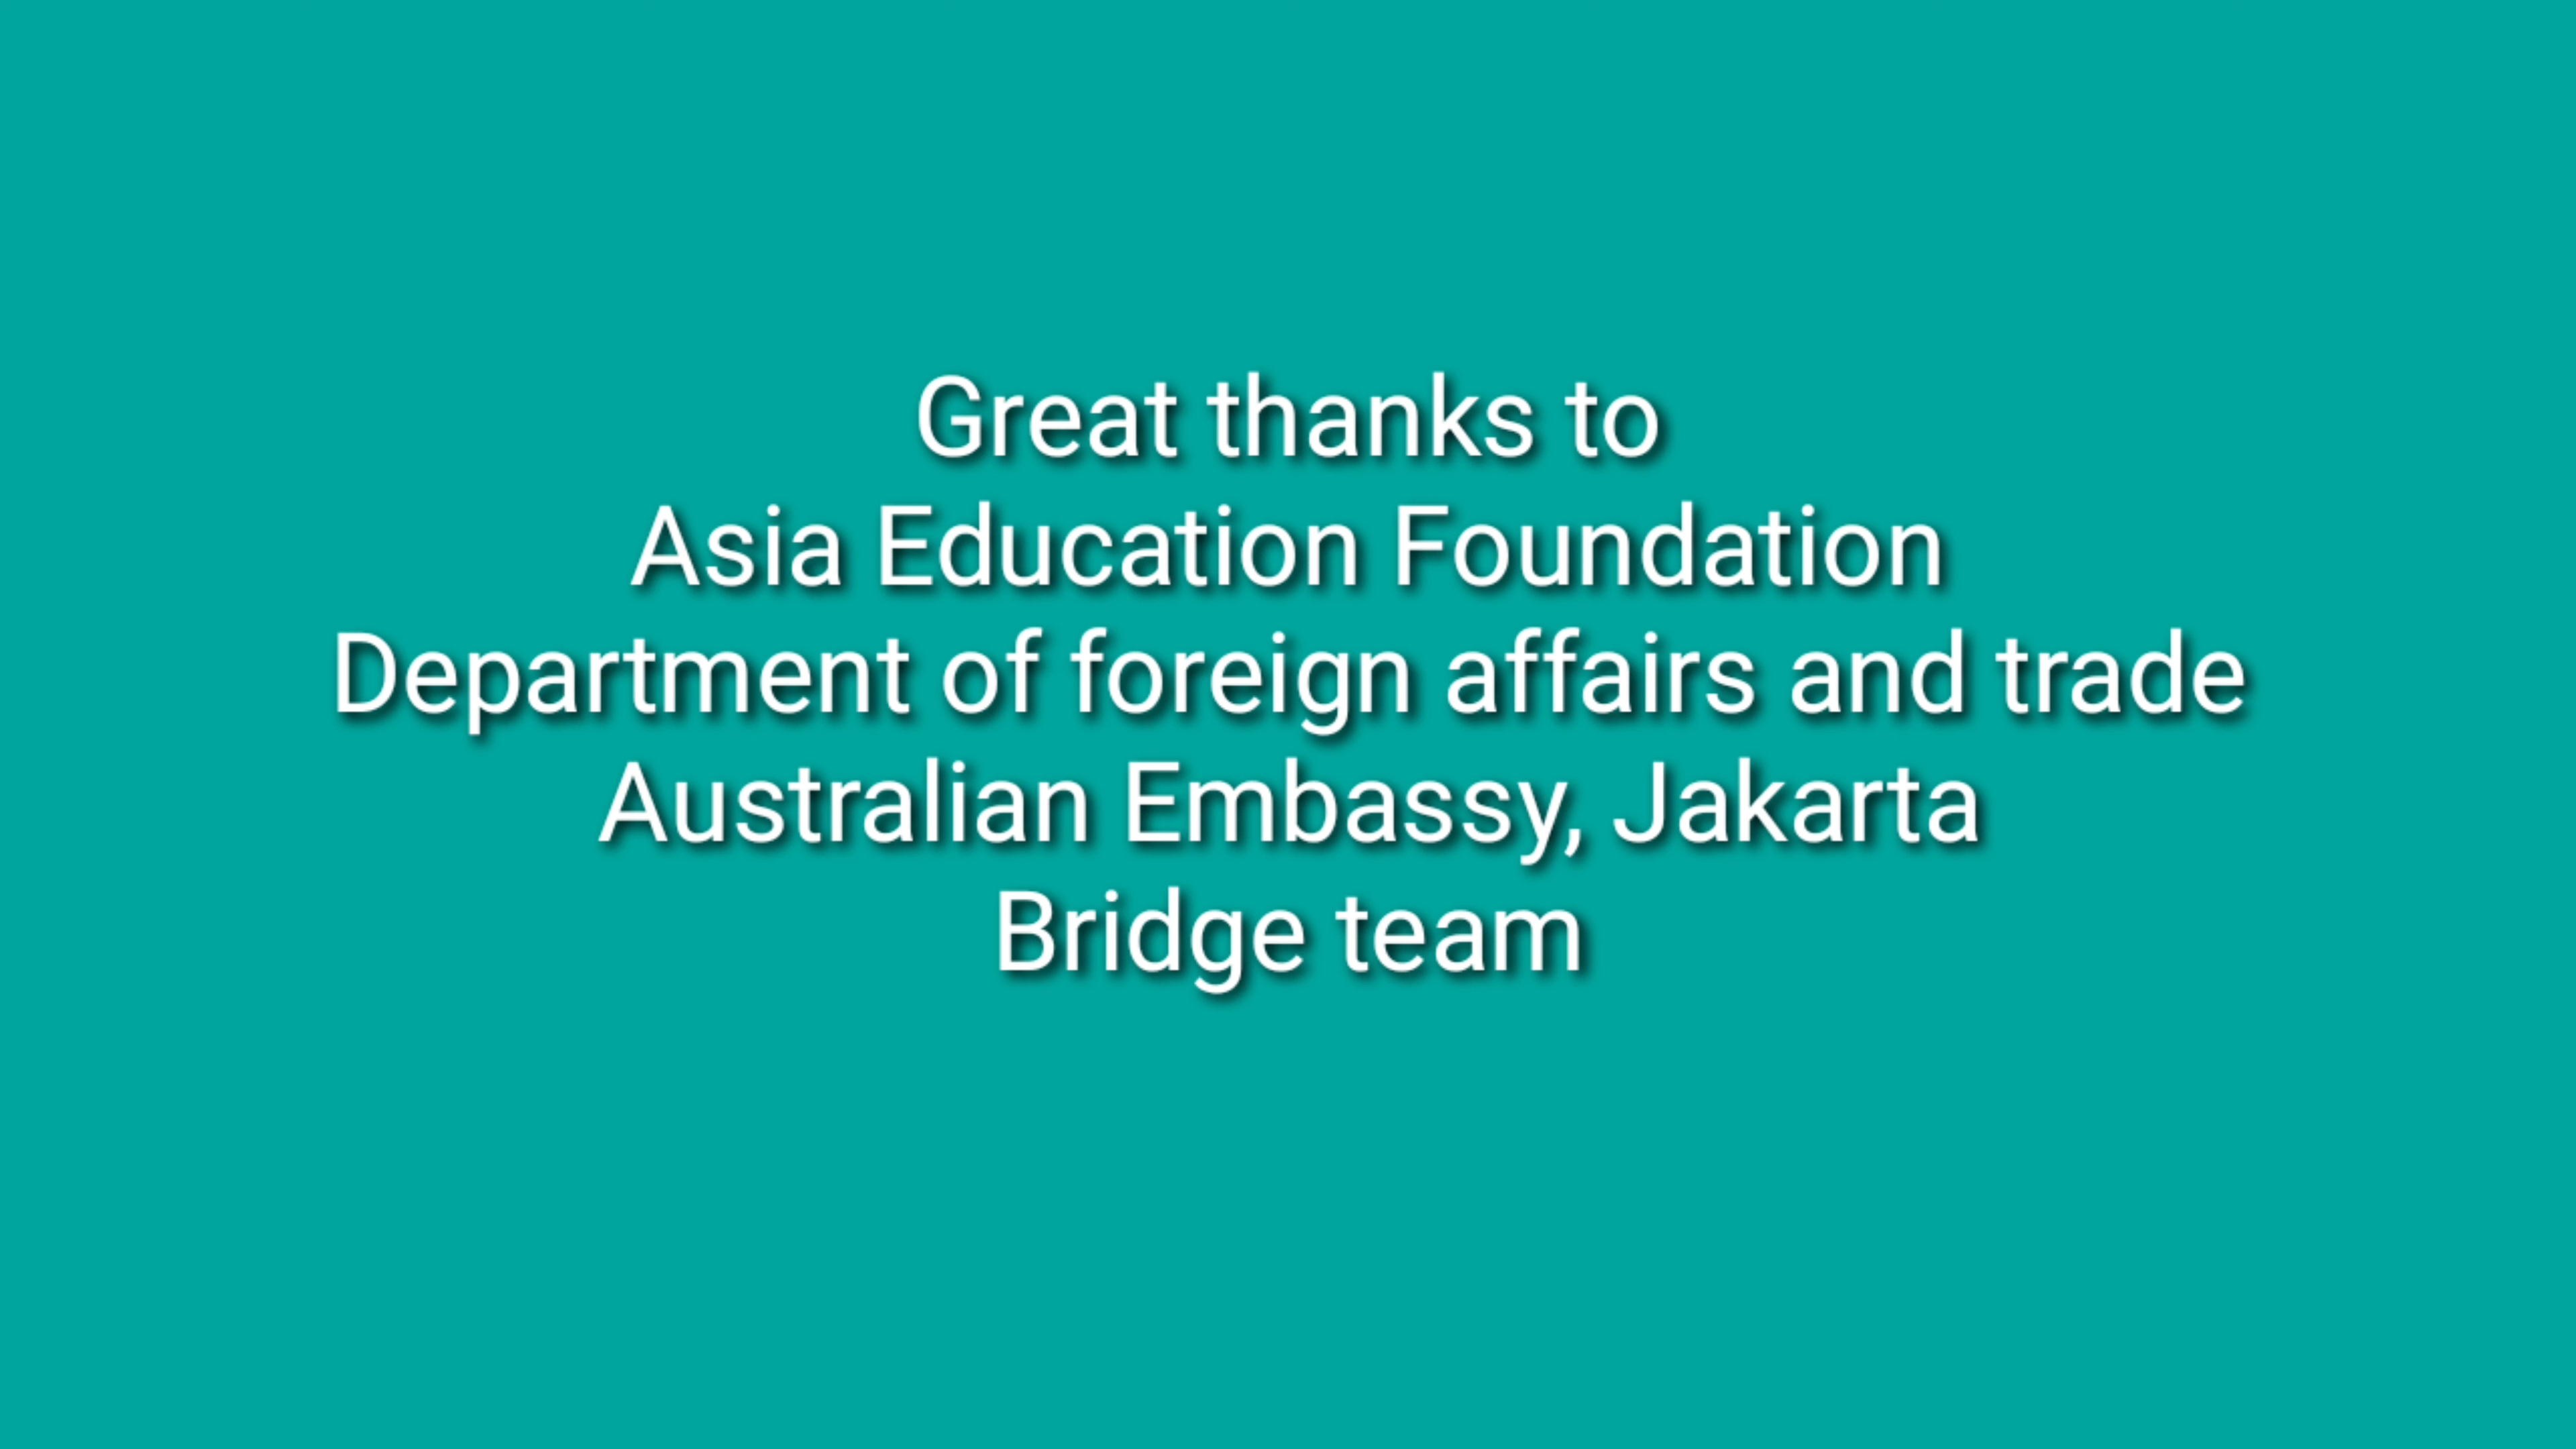 Great thanks to
Asia Education Foundation
Department of foreign affairs and trade
Australian Embassy, Jakarta
Bridge team